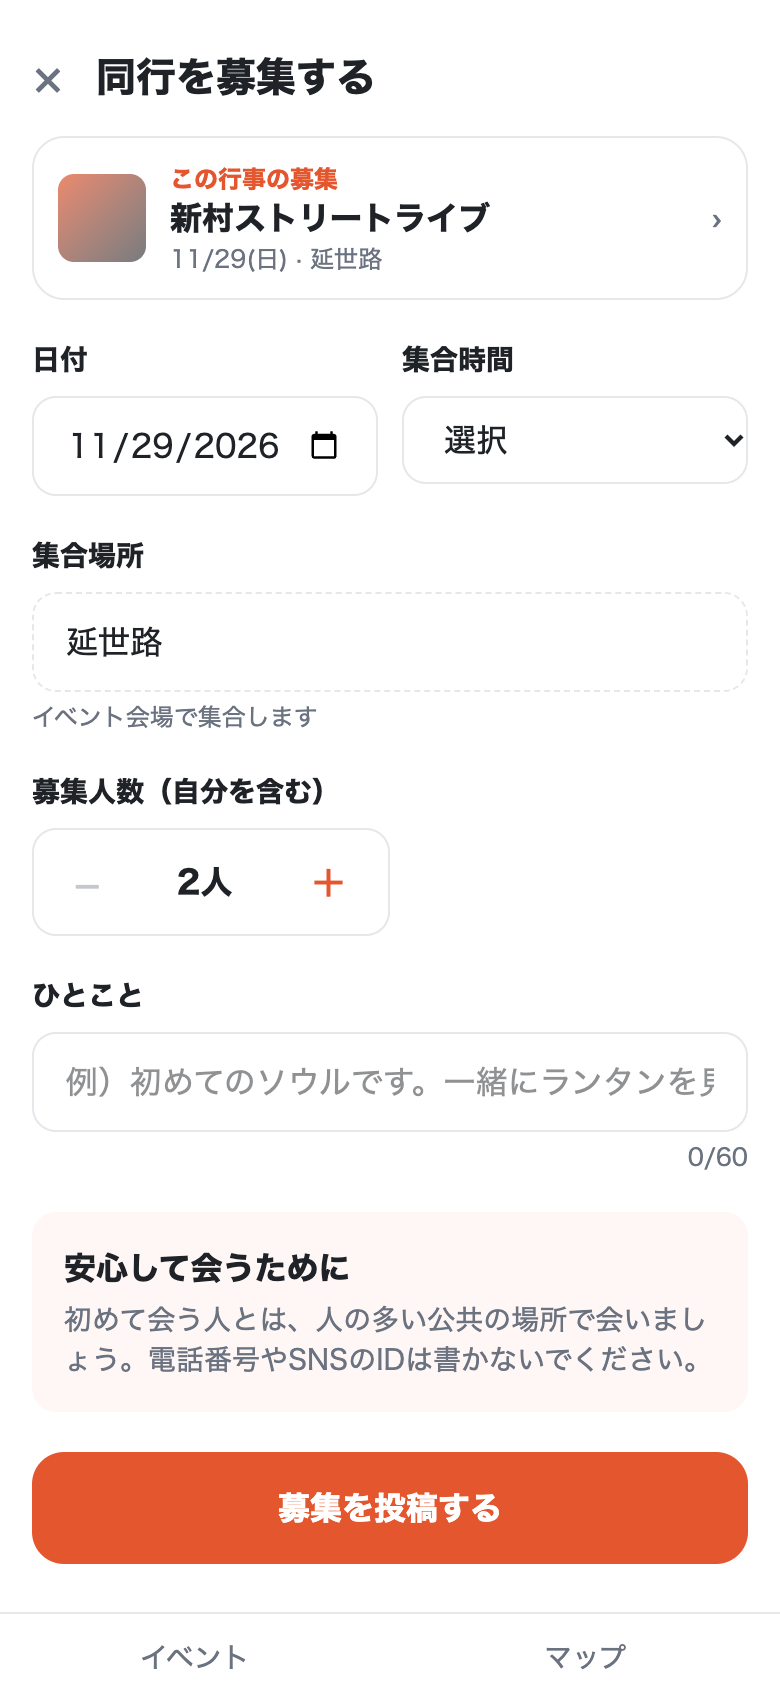 × 同行を募集する
この行事の募集
新村ストリートライブ
11/29(日) · 延世路
›
日付
集合時間
11/29/2026
選択
集合場所
延世路
イベント会場で集合します
募集人数（自分を含む）
− 2人 +
ひとこと
例）初めてのソウルです。一緒にランタンを
0/60
安心して会うために
初めて会う人とは、人の多い公共の場所で会いまし
ょう。電話番号やSNSのIDは書かないでください。
募集を投稿する
イベント
マップ